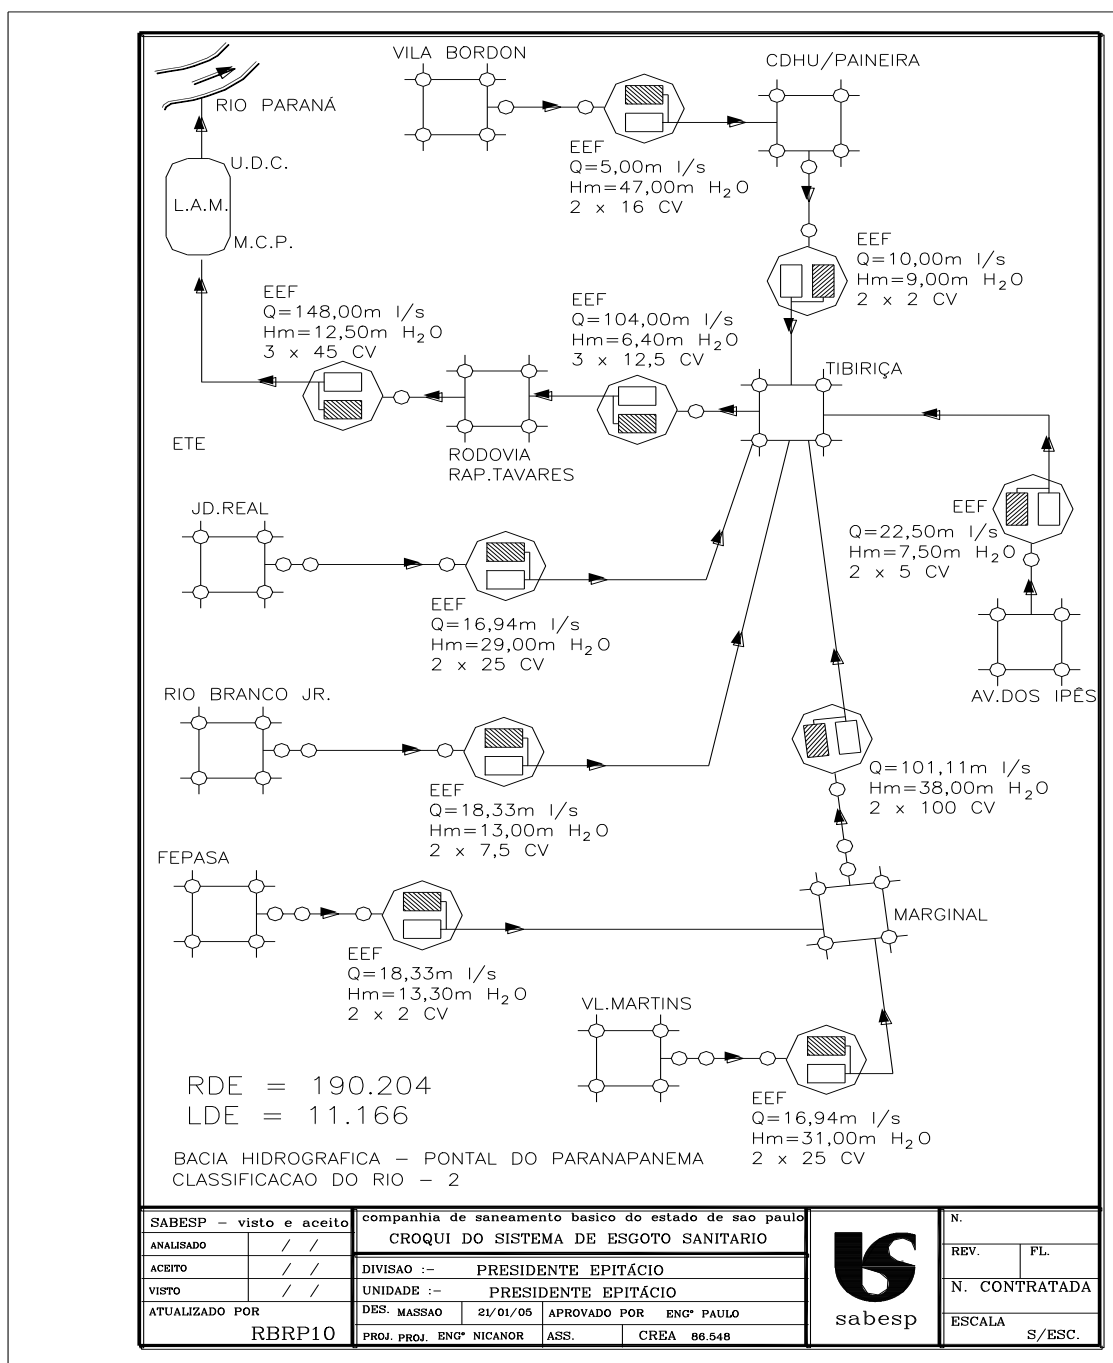 VILA BORDON
CDHU/PAINEIRA
RIO PARANÁ
EEF
Q=5,00m l/s
Hm=47,00m H2O
2 x 16 CV
U.D.C.
L.A.M.
M.C.P.
EEF
Q=10,00m l/s
Hm=9,00m H2O
2 x 2 CV
EEF
Q=148,00m l/s
Hm=12,50m H2O
3 x 45 CV
EEF
Q=104,00m l/s
Hm=6,40m H2O
3 x 12,5 CV
TIBIRIÇA
ETE
RODOVIA
RAP.TAVARES
JD.REAL
EEF
Q=22,50m l/s
Hm=7,50m H2O
2 x 5 CV
EEF
Q=16,94m l/s
Hm=29,00m H2O
2 x 25 CV
AV.DOS IPÊS
RIO BRANCO JR.
EEF
Q=18,33m l/s
Hm=13,00m H2O
2 x 7,5 CV
Q=101,11m l/s
Hm=38,00m H2O
2 x 100 CV
FEPASA
MARGINAL
EEF
Q=18,33m l/s
Hm=13,30m H2O
2 x 2 CV
VL.MARTINS
EEF
Q=16,94m l/s
Hm=31,00m H2O
2 x 25 CV
RDE = 190.204
LDE = 11.166
BACIA HIDROGRAFICA – PONTAL DO PARANAPANEMA
CLASSIFICACAO DO RIO – 2
SABESP – visto e aceito
ANALISADO / /
ACEITO / /
VISTO / /
ATUALIZADO POR
RBRP10
companhia de saneamento basico do estado de sao paulo
CROQUI DO SISTEMA DE ESGOTO SANITARIO
DIVISAO :– PRESIDENTE EPITÁCIO
UNIDADE :– PRESIDENTE EPITÁCIO
DES. MASSAO 21/01/05 APROVADO POR ENG° PAULO
PROJ. PROJ. ENG° NICANOR ASS. CREA 86.548
sabesp
N.
REV. FL.
N. CONTRATADA
ESCALA
S/ESC.